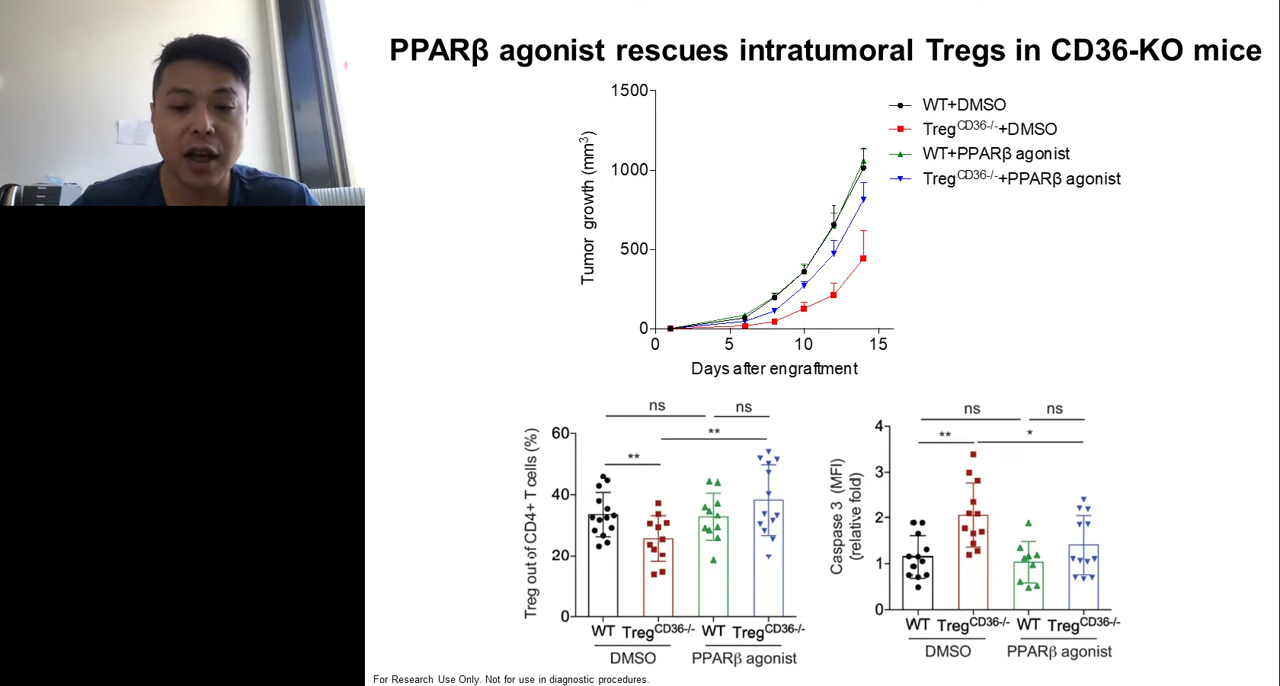 PPARβ agonist rescues intratumoral Tregs in CD36-KO mice
1500
1000
500
0
0
5
10
15
Tumor growth (mm³)
Days after engraftment
WT+DMSO
Treg^CD36-/-+DMSO
WT+PPARβ agonist
Treg^CD36-/-+PPARβ agonist
ns
ns
**
**
60
40
20
0
Treg out of CD4+ T cells (%)
WT
Treg^CD36-/-
WT
Treg^CD36-/-
DMSO
PPARβ agonist
ns
ns
**
*
4
3
2
1
0
Caspase 3 (MFI)
(relative fold)
WT
Treg^CD36-/-
WT
Treg^CD36-/-
DMSO
PPARβ agonist
For Research Use Only. Not for use in diagnostic procedures.